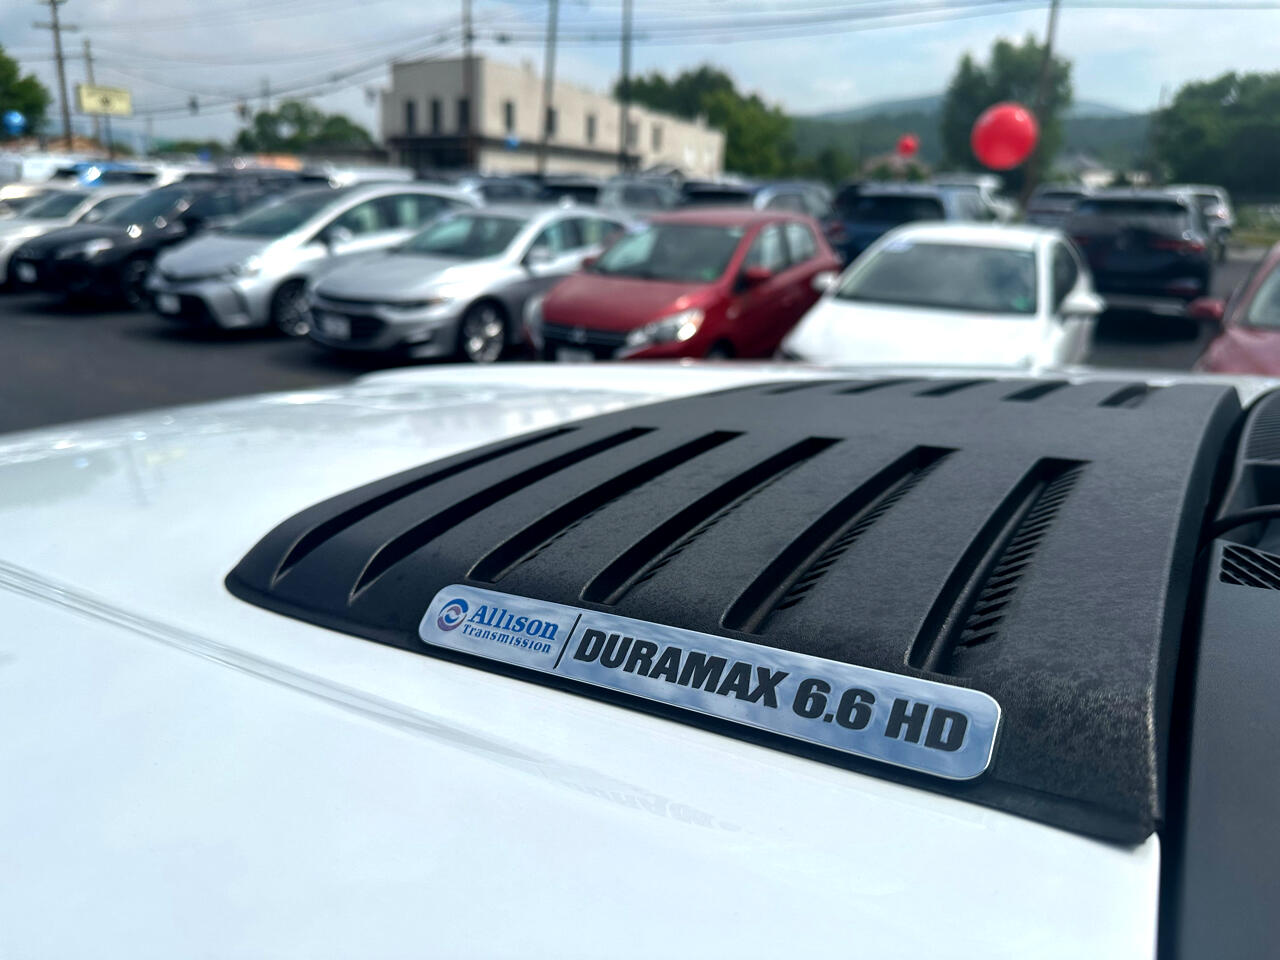 Allison
Transmission
DURAMAX 6.6 HD